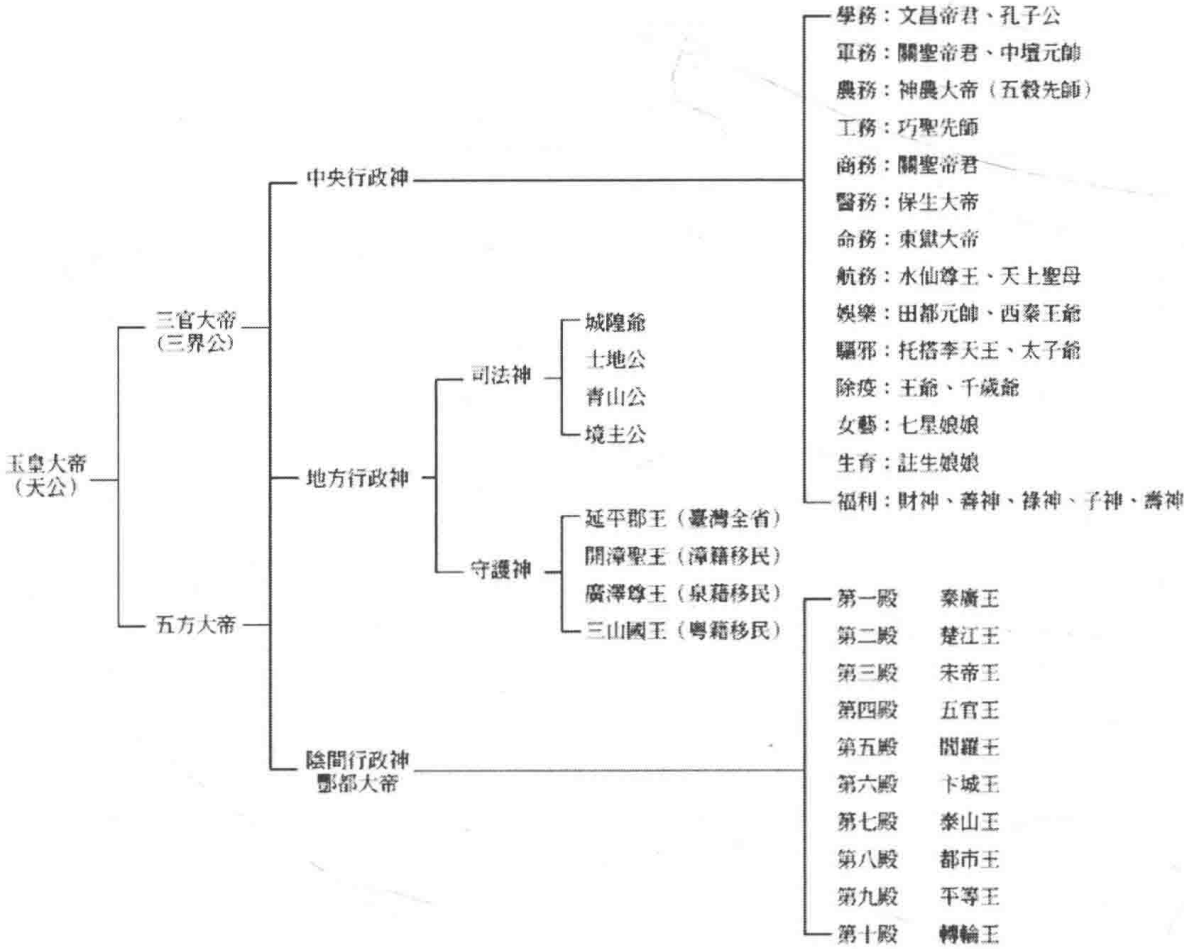 玉皇大帝
(天公)
三官大帝
(三界公)
五方大帝
中央行政神
學務:文昌帝君、孔子公
軍務:關聖帝君、中壇元帥
農務:神農大帝(五穀先師)
工務:巧聖先師
商務:關聖帝君
醫務:保生大帝
命務:東獄大帝
航務:水仙尊王、天上聖母
娛樂:田都元帥、西秦王爺
驅邪:托搭李天王、太子爺
除疫:王爺、千歲爺
女藝:七星娘娘
生育:註生娘娘
福利:財神、善神、祿神、子神、壽神
地方行政神
司法神
城隍爺
土地公
青山公
境主公
守護神
延平郡王(臺灣全省)
開漳聖王(漳籍移民)
廣澤尊王(泉籍移民)
三山國王(粵籍移民)
陰間行政神
酆都大帝
第一殿 秦廣王
第二殿 楚江王
第三殿 宋帝王
第四殿 五官王
第五殿 閻羅王
第六殿 卞城王
第七殿 泰山王
第八殿 都市王
第九殿 平等王
第十殿 轉輪王